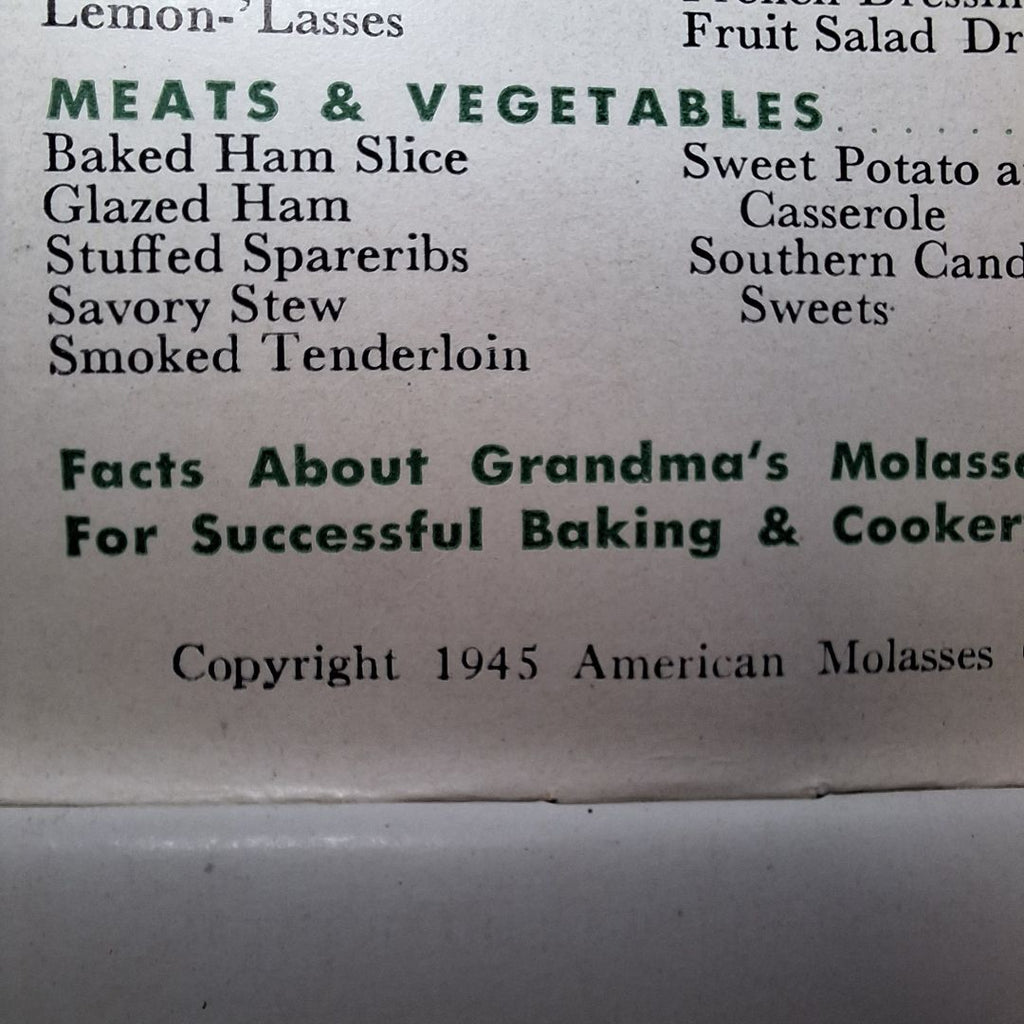 Lemon-'Lasses
Fruit Salad Dr
MEATS & VEGETABLES. . . . . . .
Baked Ham Slice
Glazed Ham
Stuffed Spareribs
Savory Stew
Smoked Tenderloin
Sweet Potato a
Casserole
Southern Cand
Sweets
Facts About Grandma's Molasse
For Successful Baking & Cooker
Copyright 1945 American Molasses